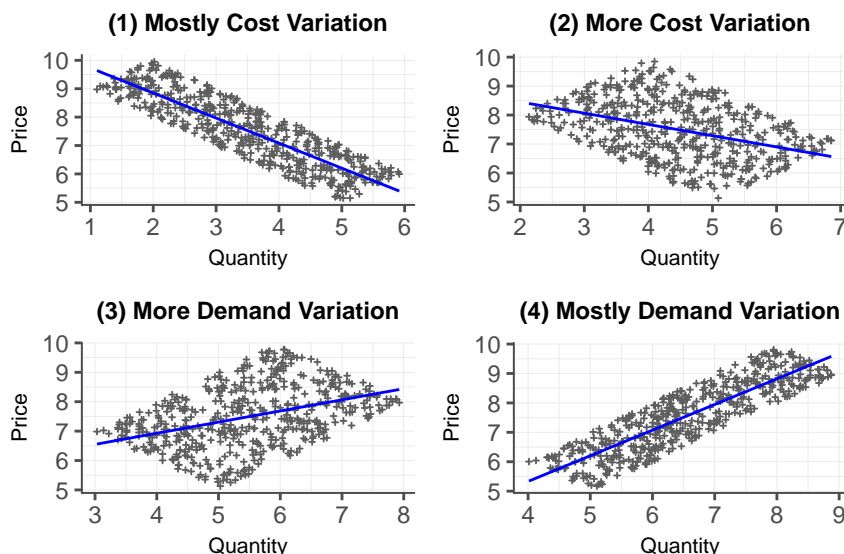 (1) Mostly Cost Variation
10
9
8
7
6
5
Price
1 2 3 4 5 6
Quantity
(2) More Cost Variation
10
9
8
7
6
5
Price
2 3 4 5 6 7
Quantity
(3) More Demand Variation
10
9
8
7
6
5
Price
3 4 5 6 7 8
Quantity
(4) Mostly Demand Variation
10
9
8
7
6
5
Price
4 5 6 7 8 9
Quantity